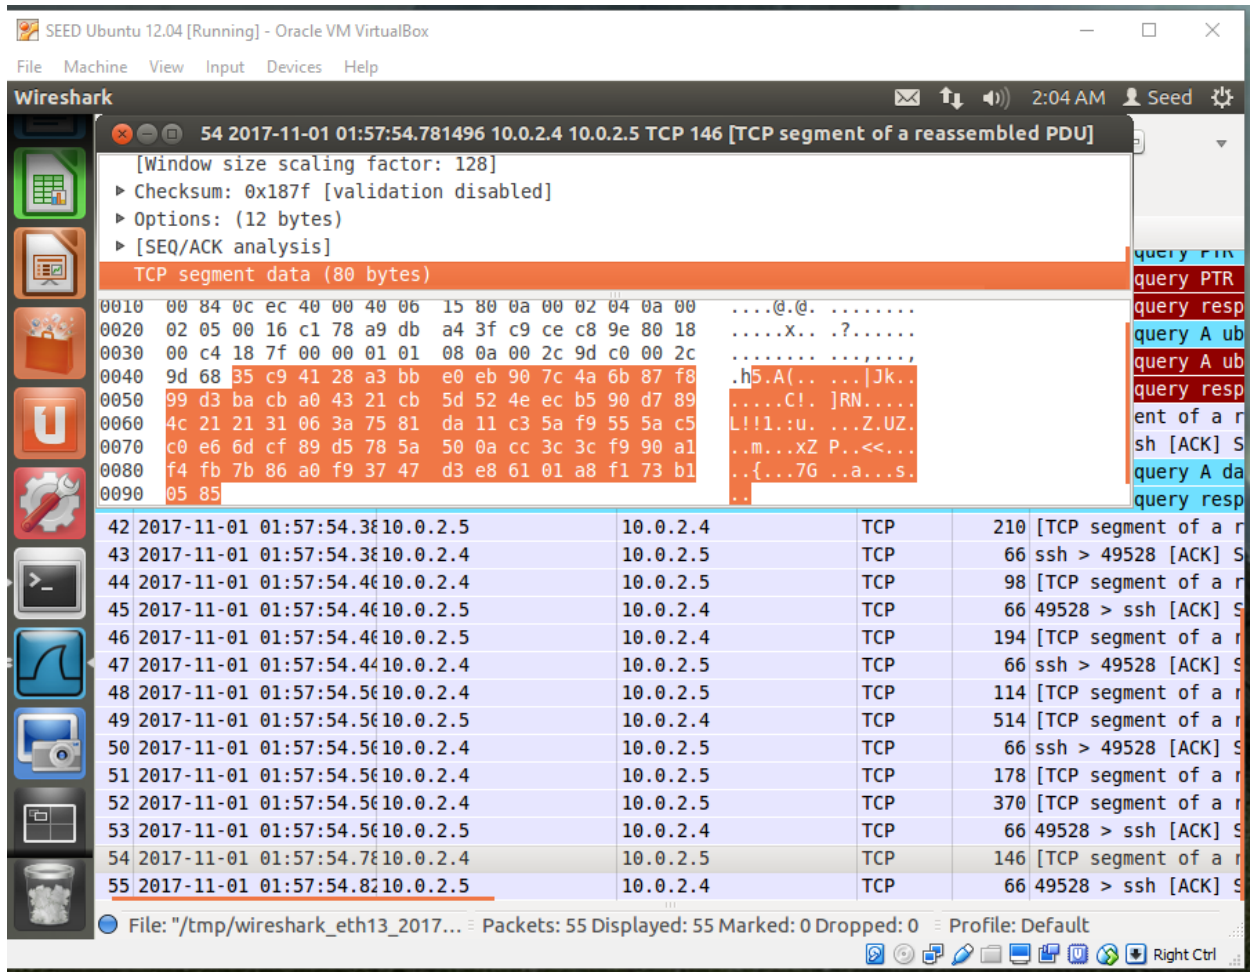 SEED Ubuntu 12.04 [Running] - Oracle VM VirtualBox
File Machine View Input Devices Help
Wireshark 2:04 AM Seed
54 2017-11-01 01:57:54.781496 10.0.2.4 10.0.2.5 TCP 146 [TCP segment of a reassembled PDU]
[Window size scaling factor: 128]
Checksum: 0x187f [validation disabled]
Options: (12 bytes)
[SEQ/ACK analysis]
TCP segment data (80 bytes)
query PTR
query PTR
query resp
query A ub
query A ub
query resp
ent of a r
sh [ACK] S
query A da
query resp
0010 00 84 0c ec 40 00 40 06 15 80 0a 00 02 04 0a 00 ....@.@. ........
0020 02 05 00 16 c1 78 a9 db a4 3f c9 ce c8 9e 80 18 .....x.. .?......
0030 00 c4 18 7f 00 00 01 01 08 0a 00 2c 9d c0 00 2c ........ ...,...,
0040 9d 68 35 c9 41 28 a3 bb e0 eb 90 7c 4a 6b 87 f8 .h5.A(.. ...|Jk..
0050 99 d3 ba cb a0 43 21 cb 5d 52 4e ec b5 90 d7 89 .....C!. ]RN.....
0060 4c 21 21 31 06 3a 75 81 da 11 c3 5a f9 55 5a c5 L!!1.:u. ...Z.UZ.
0070 c0 e6 6d cf 89 d5 78 5a 50 0a cc 3c 3c f9 90 a1 ..m...xZ P..<<...
0080 f4 fb 7b 86 a0 f9 37 47 d3 e8 61 01 a8 f1 73 b1 ..{...7G ..a...s.
0090 05 85 ..
42 2017-11-01 01:57:54.38 10.0.2.5 10.0.2.4 TCP 210 [TCP segment of a r
43 2017-11-01 01:57:54.38 10.0.2.4 10.0.2.5 TCP 66 ssh > 49528 [ACK] S
44 2017-11-01 01:57:54.40 10.0.2.4 10.0.2.5 TCP 98 [TCP segment of a r
45 2017-11-01 01:57:54.40 10.0.2.5 10.0.2.4 TCP 66 49528 > ssh [ACK] S
46 2017-11-01 01:57:54.40 10.0.2.5 10.0.2.4 TCP 194 [TCP segment of a r
47 2017-11-01 01:57:54.44 10.0.2.4 10.0.2.5 TCP 66 ssh > 49528 [ACK] S
48 2017-11-01 01:57:54.50 10.0.2.4 10.0.2.5 TCP 114 [TCP segment of a r
49 2017-11-01 01:57:54.50 10.0.2.5 10.0.2.4 TCP 514 [TCP segment of a r
50 2017-11-01 01:57:54.50 10.0.2.4 10.0.2.5 TCP 66 ssh > 49528 [ACK] S
51 2017-11-01 01:57:54.50 10.0.2.4 10.0.2.5 TCP 178 [TCP segment of a r
52 2017-11-01 01:57:54.50 10.0.2.4 10.0.2.5 TCP 370 [TCP segment of a r
53 2017-11-01 01:57:54.50 10.0.2.5 10.0.2.4 TCP 66 49528 > ssh [ACK] S
54 2017-11-01 01:57:54.78 10.0.2.4 10.0.2.5 TCP 146 [TCP segment of a r
55 2017-11-01 01:57:54.82 10.0.2.5 10.0.2.4 TCP 66 49528 > ssh [ACK] S
File: "/tmp/wireshark_eth13_2017... Packets: 55 Displayed: 55 Marked: 0 Dropped: 0 Profile: Default
Right Ctrl